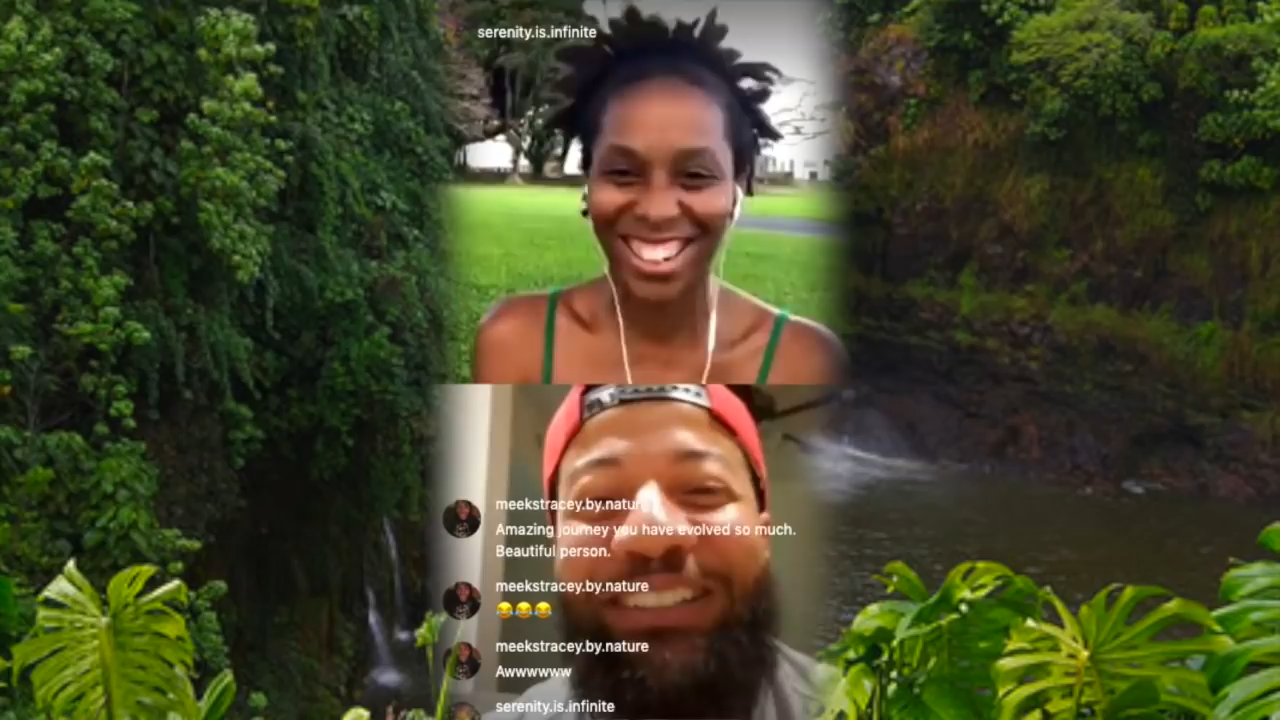 serenity.is.infinite
meekstracey.by.nature
Amazing journey you have evolved so much.
Beautiful person.
meekstracey.by.nature
😂😂😂
meekstracey.by.nature
Awwwwww
serenity.is.infinite